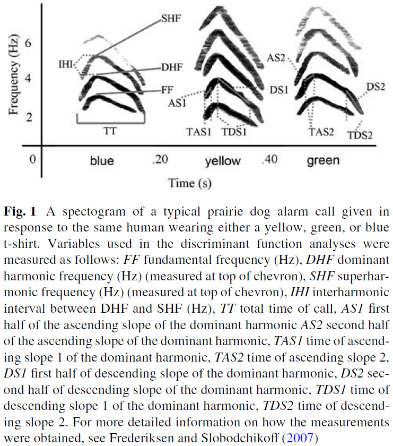 SHF
6
IHI
AS2
DHF
4
FF
AS1
DS1
DS2
2
TT
TAS1 TDS1
TAS2
TDS2
Frequency (Hz)
0 blue .20 yellow .40 green
Time (s)
Fig. 1 A spectogram of a typical prairie dog alarm call given in
response to the same human wearing either a yellow, green, or blue
t-shirt. Variables used in the discriminant function analyses were
measured as follows: FF fundamental frequency (Hz), DHF dominant
harmonic frequency (Hz) (measured at top of chevron), SHF superhar-
monic frequency (Hz) (measured at top of chevron), IHI interharmonic
interval between DHF and SHF (Hz), TT total time of call, AS1 first
half of the ascending slope of the dominant harmonic AS2 second half
of the ascending slope of the dominant harmonic, TAS1 time of ascend-
ing slope 1 of the dominant harmonic, TAS2 time of ascending slope 2,
DS1 first half of descending slope of the dominant harmonic, DS2 sec-
ond half of descending slope of the dominant harmonic, TDS1 time of
descending slope 1 of the dominant harmonic, TDS2 time of descend-
ing slope 2. For more detailed information on how the measurements
were obtained, see Frederiksen and Slobodchikoff (2007)